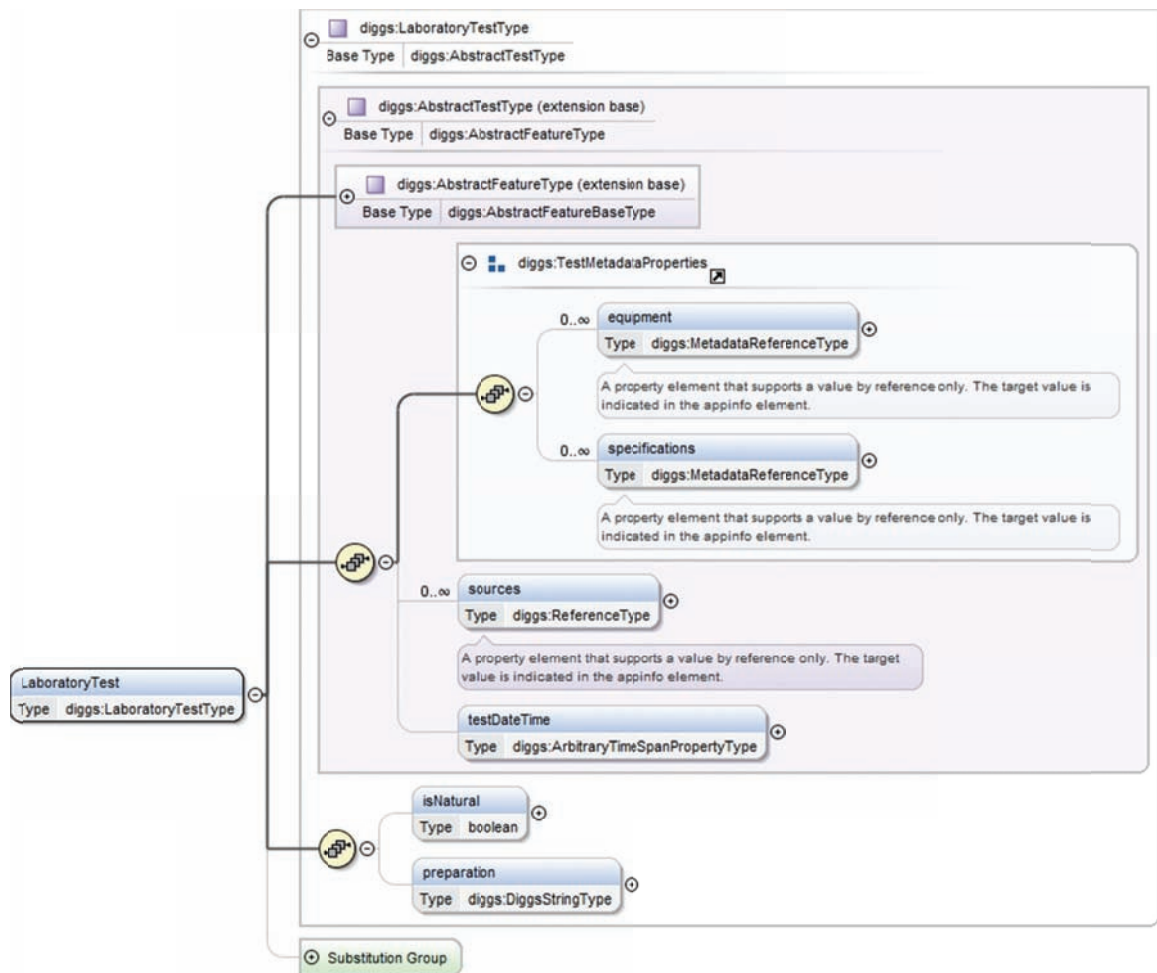 diggs:LaboratoryTestType
Base Type diggs:AbstractTestType
diggs:AbstractTestType (extension base)
Base Type diggs:AbstractFeatureType
diggs:AbstractFeatureType (extension base)
Base Type diggs:AbstractFeatureBaseType
diggs:TestMetadataProperties
0..∞ equpment
Type diggs:MetadataReferenceType
A property element that supports a value by reference only. The target value is
indicated in the appinfo element.
0..∞ specifications
Type diggs:MetadataReferenceType
A property element that supports a value by reference only. The target value is
indicated in the appinfo element.
0..∞ sources
Type diggs:ReferenceType
A property element that supports a value by reference only. The target
value is indicated in the appinfo element.
LaboratoryTest
Type diggs:LaboratoryTestType
testDateTime
Type diggs:ArbitraryTimeSpanPropertyType
isNatural
Type boolean
preparation
Type diggs:DiggsStringType
Substitution Group